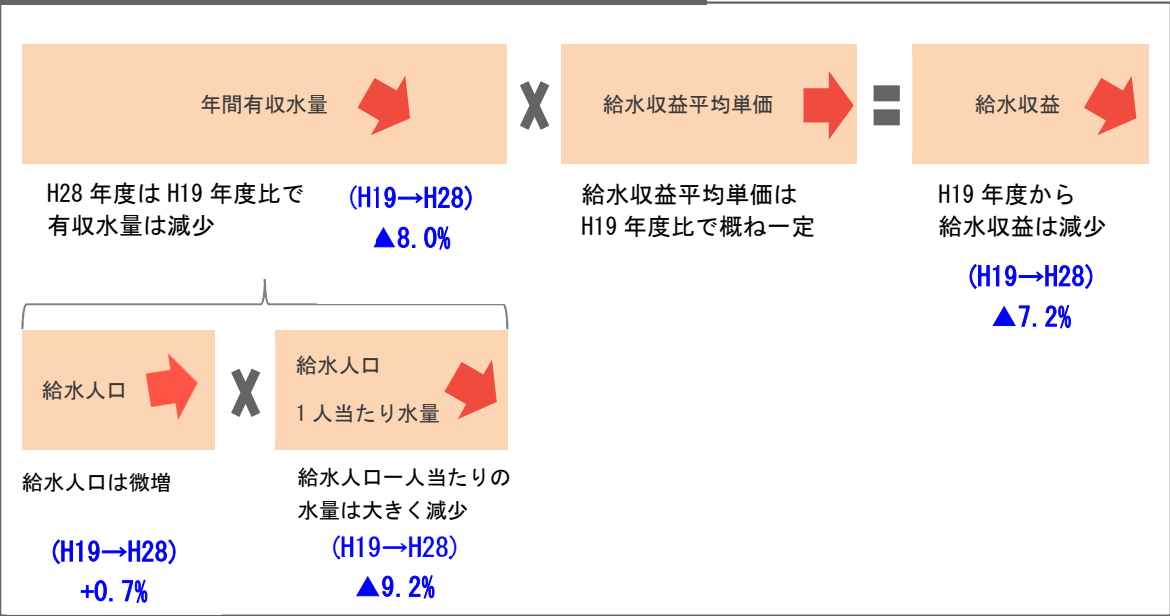 年間有収水量
給水収益平均単価
給水収益
H28 年度は H19 年度比で
有収水量は減少
(H19→H28)
▲8.0%
給水収益平均単価は
H19 年度比で概ね一定
H19 年度から
給水収益は減少
(H19→H28)
▲7.2%
給水人口
給水人口
1 人当たり水量
給水人口は微増
(H19→H28)
+0.7%
給水人口一人当たりの
水量は大きく減少
(H19→H28)
▲9.2%